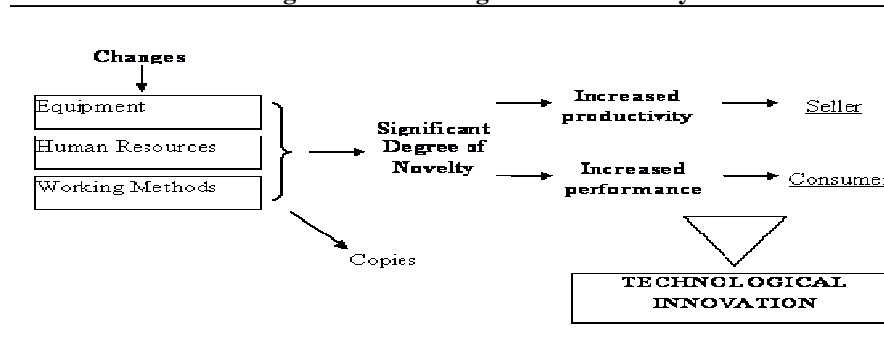 Changes
Equipment
Human Resources
Working Methods
Significant
Degree of
Novelty
Copies
Increased
productivity
Seller
Increased
performance
Consumer
TECHNOLOGICAL
INNOVATION